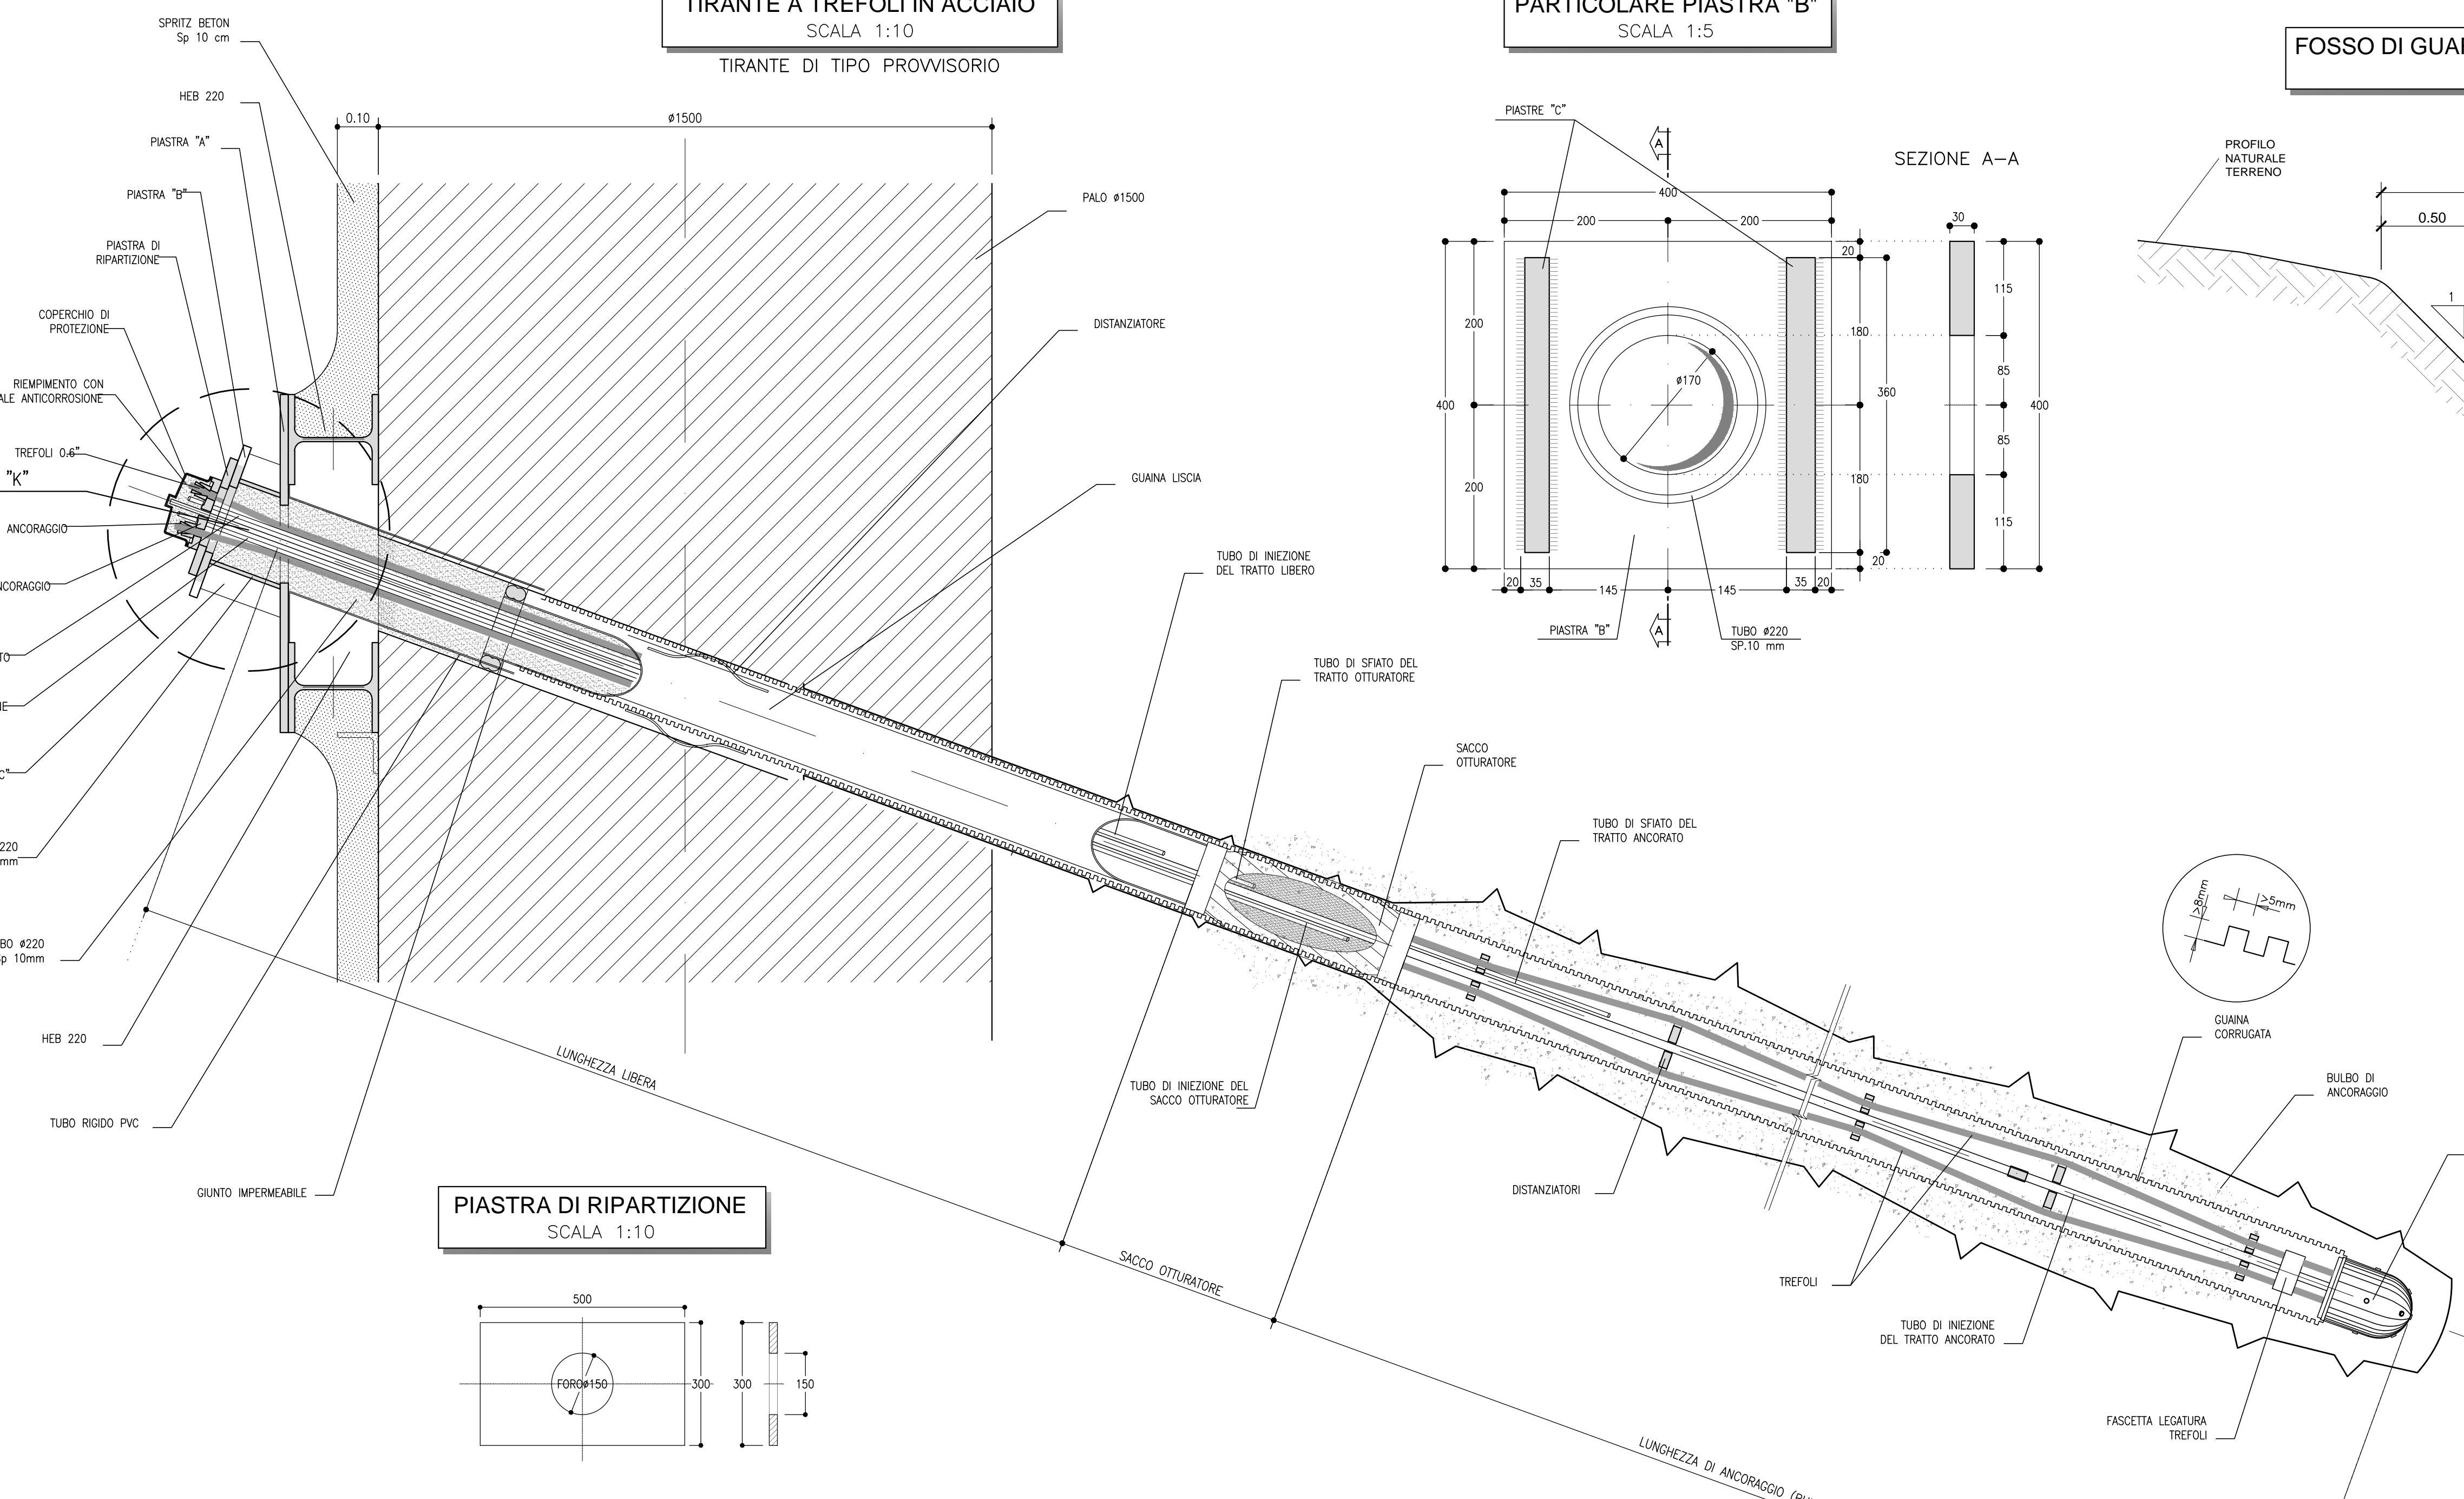 TIRANTE A TREFOLI IN ACCIAIO
SCALA 1:10
TIRANTE DI TIPO PROVVISORIO
SPRITZ BETON
Sp 10 cm
HEB 220
PIASTRA "A"
PIASTRA "B"
PIASTRA DI
RIPARTIZIONE
COPERCHIO DI
PROTEZIONE
RIEMPIMENTO CON
ALE ANTICORROSIONE
TREFOLI 0.6"
"K"
ANCORAGGIO
NCORAGGIO
TO
NE
C"
220
mm
BO ø220
Sp 10mm
HEB 220
TUBO RIGIDO PVC
GIUNTO IMPERMEABILE
0.10
ø1500
PALO ø1500
DISTANZIATORE
GUAINA LISCIA
TUBO DI INIEZIONE
DEL TRATTO LIBERO
TUBO DI SFIATO DEL
TRATTO OTTURATORE
SACCO
OTTURATORE
TUBO DI SFIATO DEL
TRATTO ANCORATO
>8mm
>5mm
GUAINA
CORRUGATA
BULBO DI
ANCORAGGIO
LUNGHEZZA LIBERA
TUBO DI INIEZIONE DEL
SACCO OTTURATORE
SACCO OTTURATORE
DISTANZIATORI
TREFOLI
TUBO DI INIEZIONE
DEL TRATTO ANCORATO
FASCETTA LEGATURA
TREFOLI
LUNGHEZZA DI ANCORAGGIO
PIASTRA DI RIPARTIZIONE
SCALA 1:10
500
FOROø150
300
300
150
PARTICOLARE PIASTRA "B"
SCALA 1:5
PIASTRE "C"
A
SEZIONE A-A
400
200
200
30
20
115
200
180
85
ø170
400
360
400
85
200
180
115
20
20
35
145
145
35
20
PIASTRA "B"
A
TUBO ø220
SP.10 mm
FOSSO DI GUA
PROFILO
NATURALE
TERRENO
0.50
1